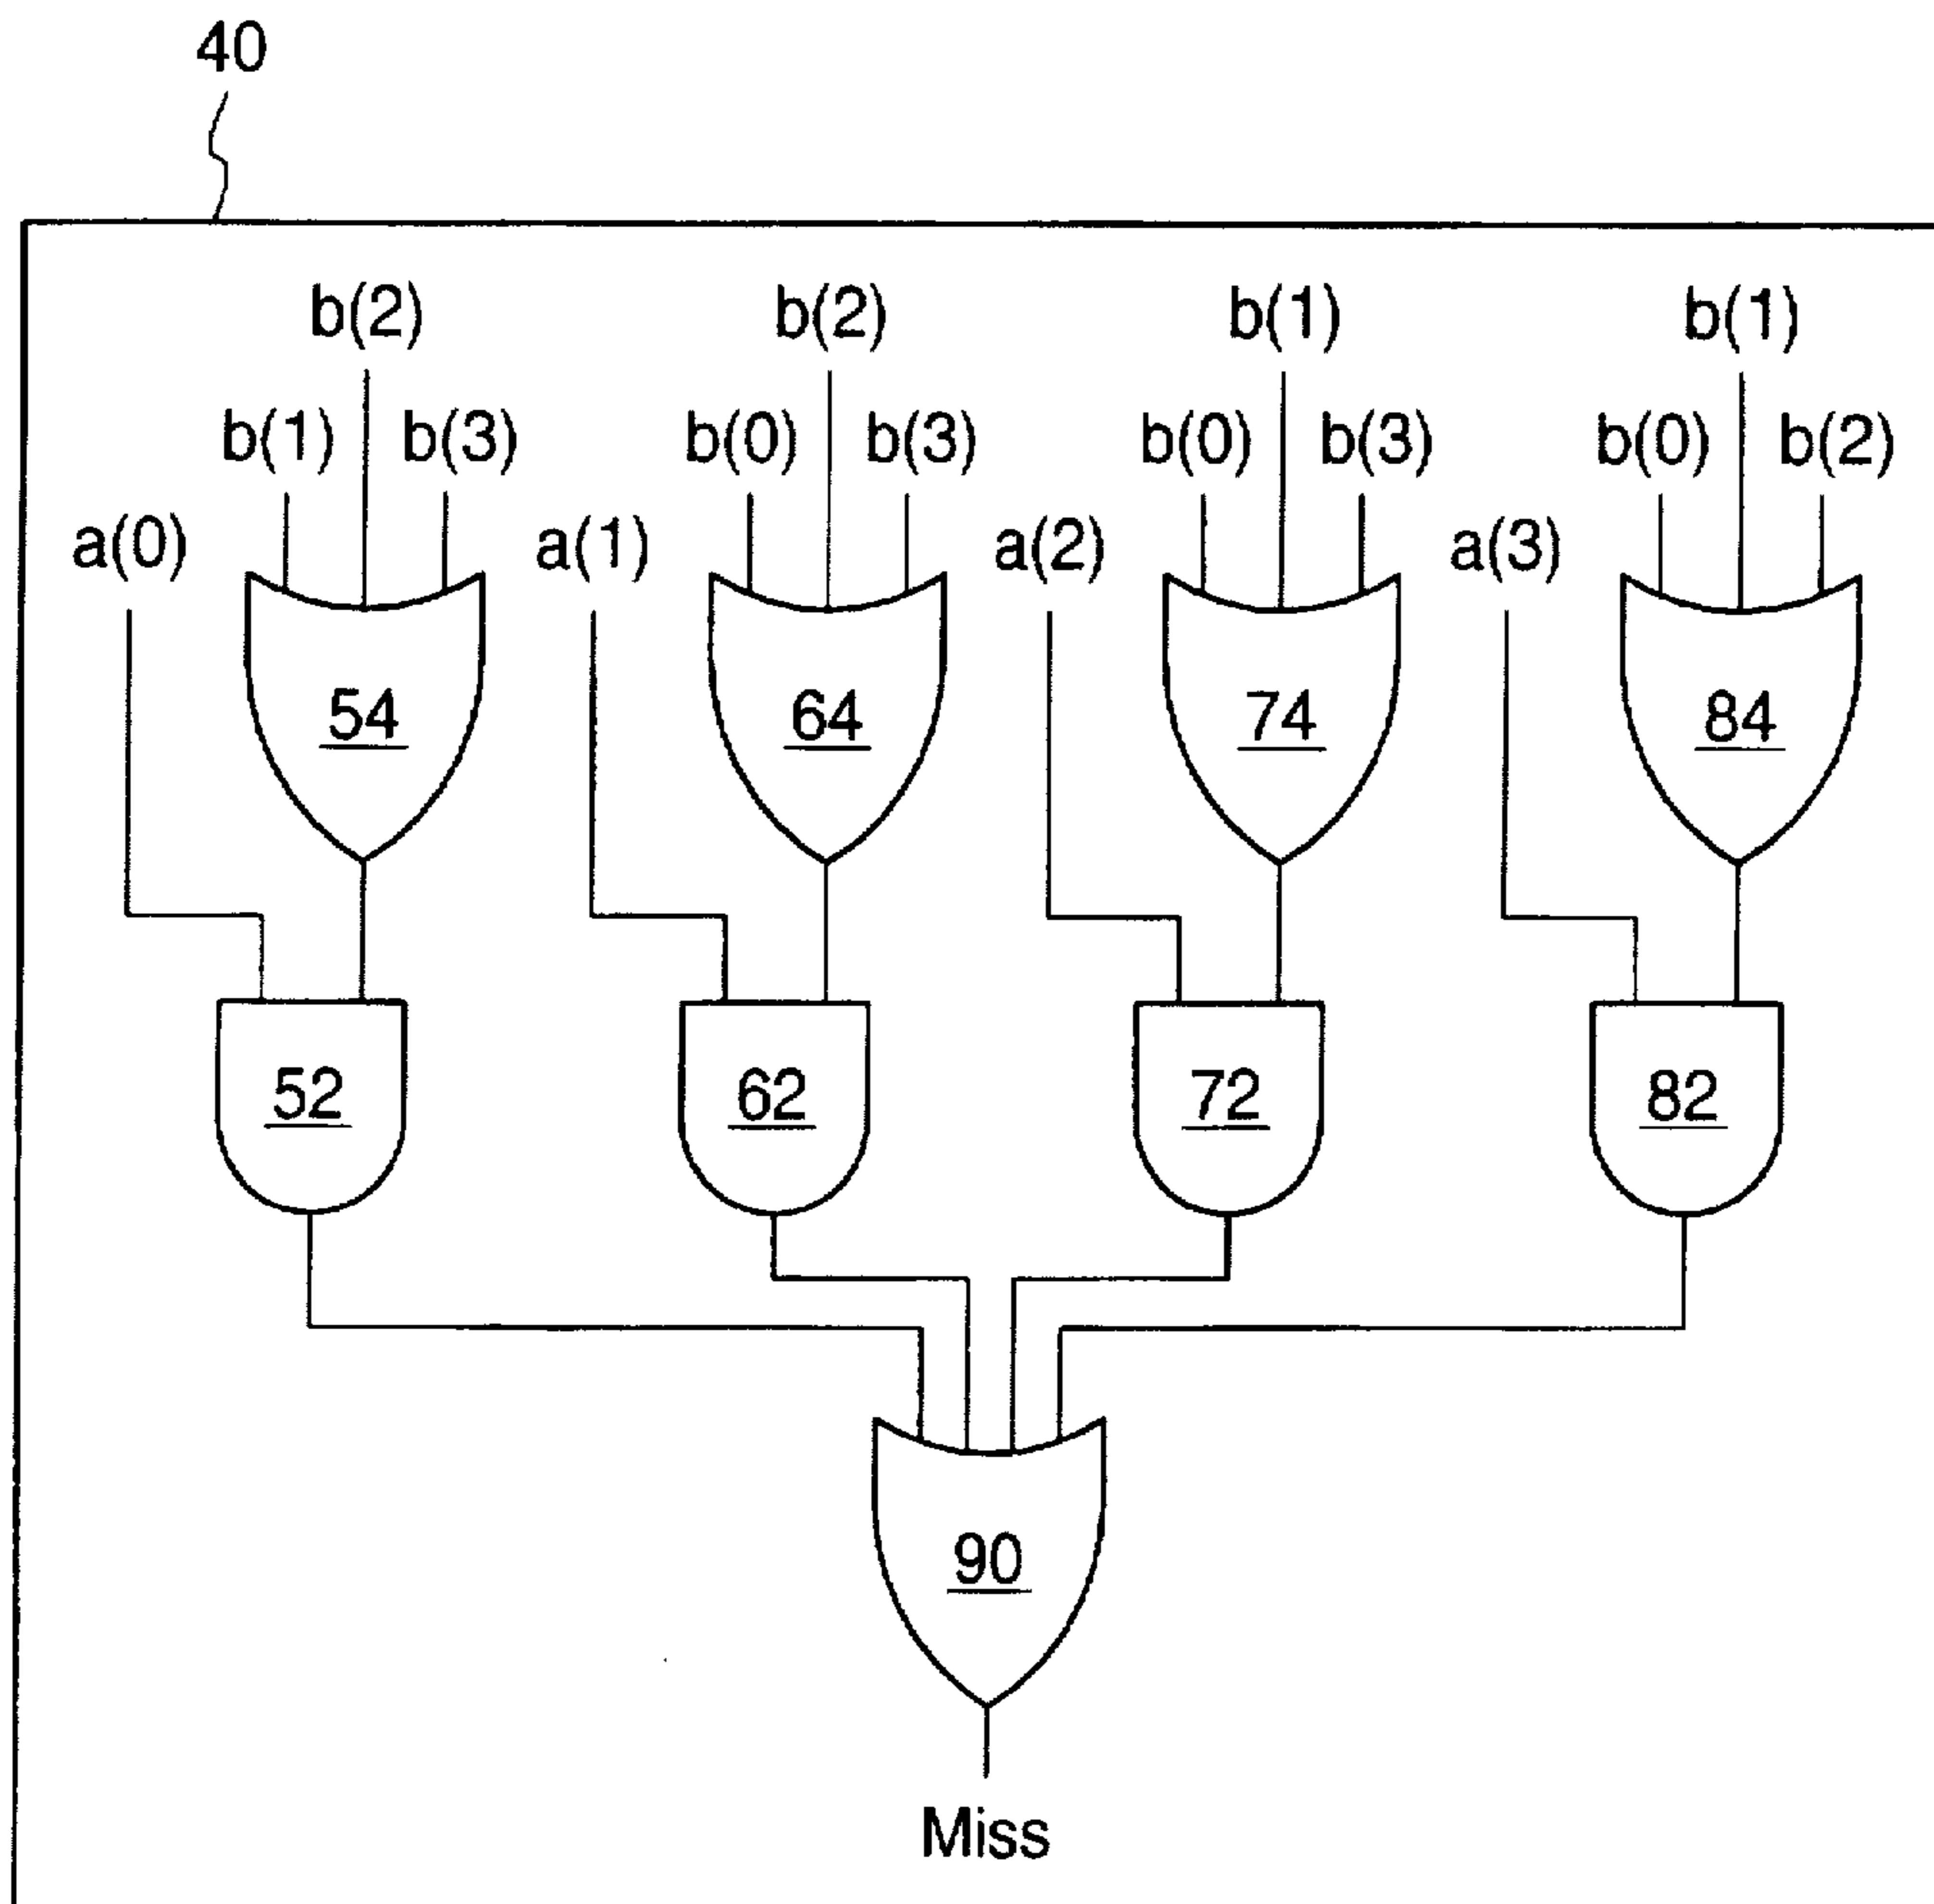 40
b(2) b(2) b(1) b(1)
b(1) b(3) b(0) b(3) b(0) b(3) b(0) b(2)
a(0) a(1) a(2) a(3)
54 64 74 84
52 62 72 82
90
Miss